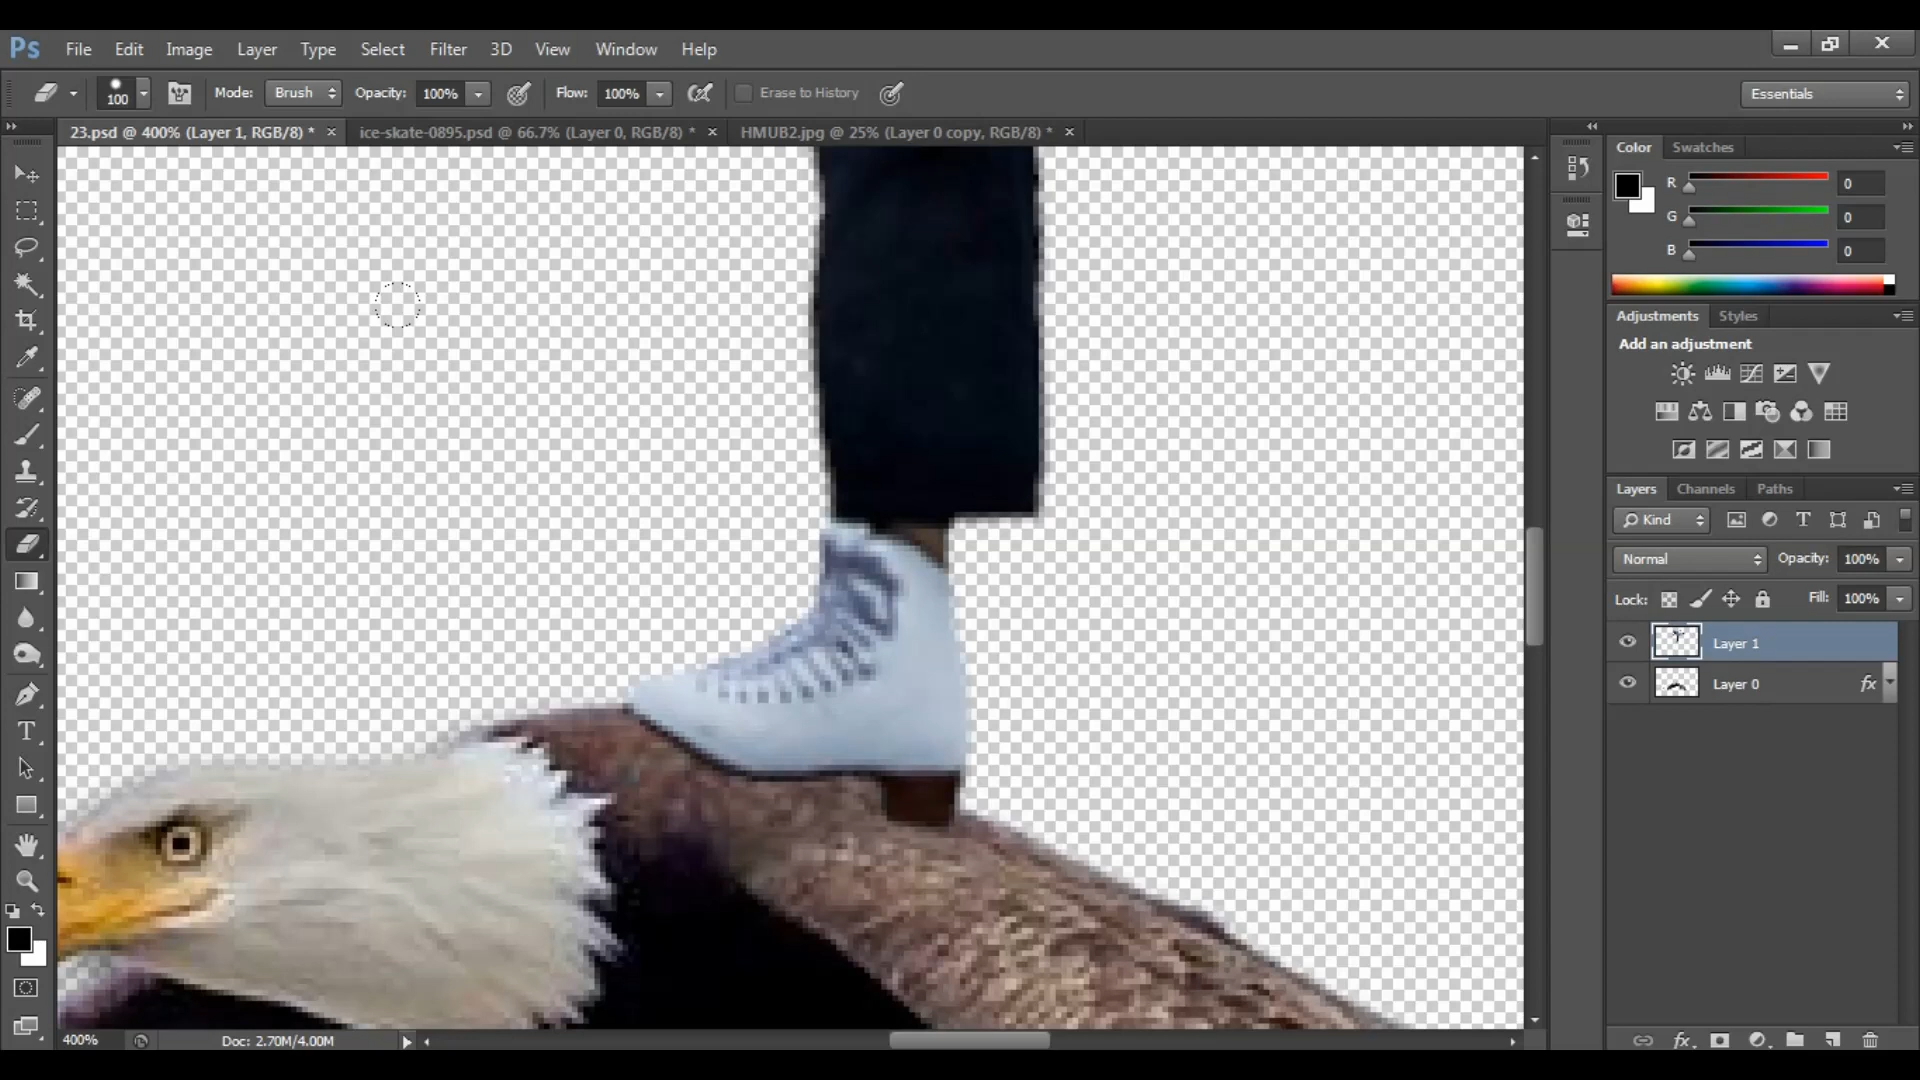 Ps File Edit Image Layer Type Select Filter 3D View Window Help
100 Mode: Brush Opacity: 100% Flow: 100% Erase to History Essentials
23.psd @ 400% (Layer 1, RGB/8) * × ice-skate-0895.psd @ 66.7% (Layer 0, RGB/8) * × HMUB2.jpg @ 25% (Layer 0 copy, RGB/8) * ×
Color Swatches
R 0
G 0
B 0
Adjustments Styles
Add an adjustment
Layers Channels Paths
Kind
Normal Opacity: 100%
Lock: Fill: 100%
Layer 1
Layer 0 fx
400% Doc: 2.70M/4.00M
fx